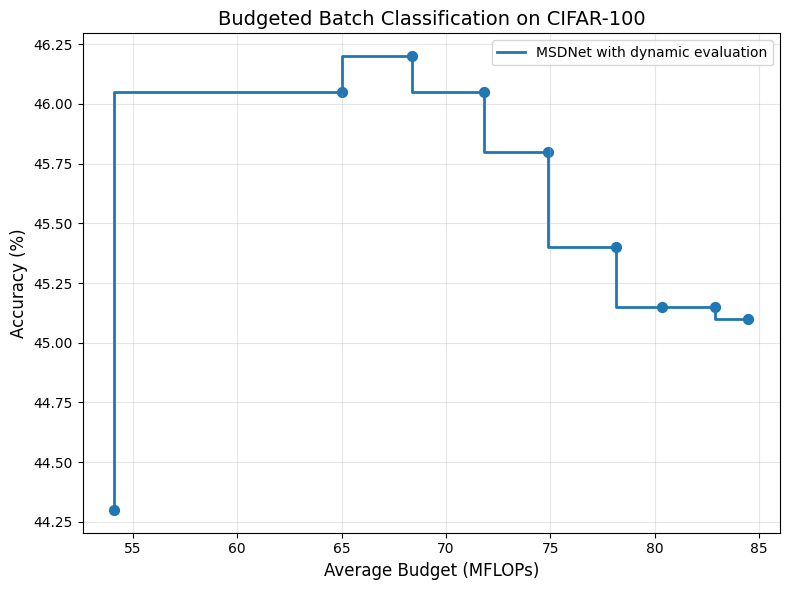 Budgeted Batch Classification on CIFAR-100
MSDNet with dynamic evaluation
46.25
46.00
45.75
45.50
45.25
45.00
44.75
44.50
44.25
Accuracy (%)
55 60 65 70 75 80 85
Average Budget (MFLOPs)